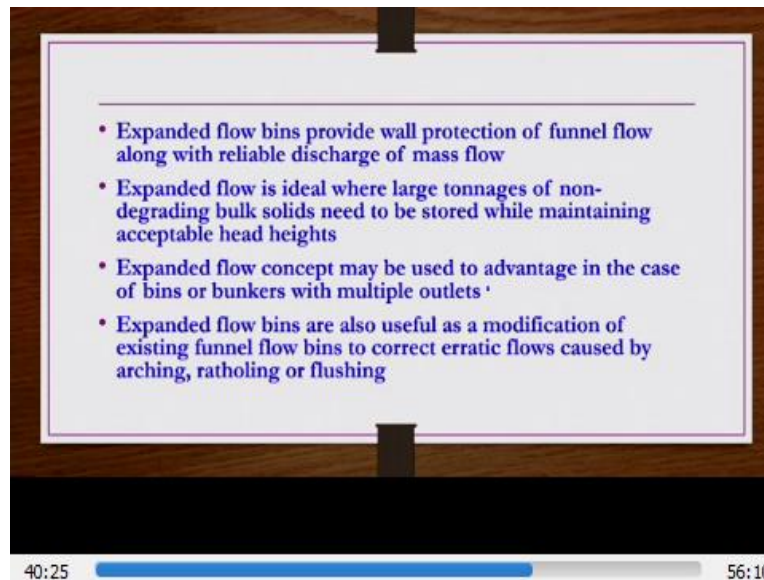 • Expanded flow bins provide wall protection of funnel flow
along with reliable discharge of mass flow
• Expanded flow is ideal where large tonnages of non-
degrading bulk solids need to be stored while maintaining
acceptable head heights
• Expanded flow concept may be used to advantage in the case
of bins or bunkers with multiple outlets
• Expanded flow bins are also useful as a modification of
existing funnel flow bins to correct erratic flows caused by
arching, ratholing or flushing
40:25